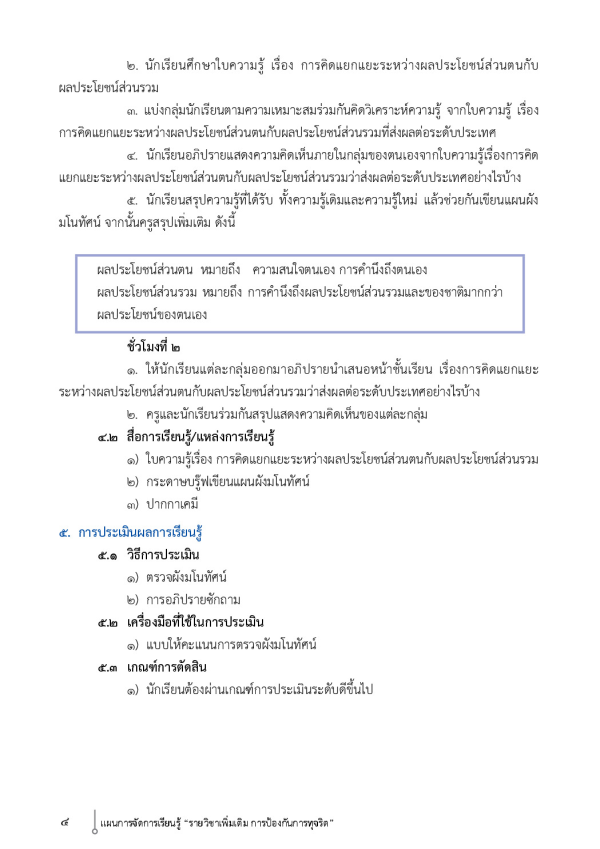 ๒. นักเรียนศึกษาใบความรู้ เรื่อง การคิดแยกแยะระหว่างผลประโยชน์ส่วนตนกับ
ผลประโยชน์ส่วนรวม
๓. แบ่งกลุ่มนักเรียนตามความเหมาะสมร่วมกันคิดวิเคราะห์ความรู้ จากใบความรู้ เรื่อง
การคิดแยกแยะระหว่างผลประโยชน์ส่วนตนกับผลประโยชน์ส่วนรวมที่ส่งผลต่อระดับประเทศ
๔. นักเรียนอภิปรายแสดงความคิดเห็นภายในกลุ่มของตนเองจากใบความรู้เรื่องการคิด
แยกแยะระหว่างผลประโยชน์ส่วนตนกับผลประโยชน์ส่วนรวมว่าส่งผลต่อระดับประเทศอย่างไรบ้าง
๕. นักเรียนสรุปความรู้ที่ได้รับ ทั้งความรู้เดิมและความรู้ใหม่ แล้วช่วยกันเขียนแผนผัง
มโนทัศน์ จากนั้นครูสรุปเพิ่มเติม ดังนี้
ผลประโยชน์ส่วนตน หมายถึง ความสนใจตนเอง การคำนึงถึงตนเอง
ผลประโยชน์ส่วนรวม หมายถึง การคำนึงถึงผลประโยชน์ส่วนรวมและของชาติมากกว่า
ผลประโยชน์ของตนเอง
ชั่วโมงที่ ๒
๑. ให้นักเรียนแต่ละกลุ่มออกมาอภิปรายนำเสนอหน้าชั้นเรียน เรื่องการคิดแยกแยะ
ระหว่างผลประโยชน์ส่วนตนกับผลประโยชน์ส่วนรวมว่าส่งผลต่อระดับประเทศอย่างไรบ้าง
๒. ครูและนักเรียนร่วมกันสรุปแสดงความคิดเห็นของแต่ละกลุ่ม
๔.๒ สื่อการเรียนรู้/แหล่งการเรียนรู้
๑) ใบความรู้เรื่อง การคิดแยกแยะระหว่างผลประโยชน์ส่วนตนกับผลประโยชน์ส่วนรวม
๒) กระดาษบรู๊ฟเขียนแผนผังมโนทัศน์
๓) ปากกาเคมี
๕. การประเมินผลการเรียนรู้
๕.๑ วิธีการประเมิน
๑) ตรวจผังมโนทัศน์
๒) การอภิปรายซักถาม
๕.๒ เครื่องมือที่ใช้ในการประเมิน
๑) แบบให้คะแนนการตรวจผังมโนทัศน์
๕.๓ เกณฑ์การตัดสิน
๑) นักเรียนต้องผ่านเกณฑ์การประเมินระดับดีขึ้นไป
๔ แผนการจัดการเรียนรู้ “รายวิชาเพิ่มเติม การป้องกันการทุจริต”